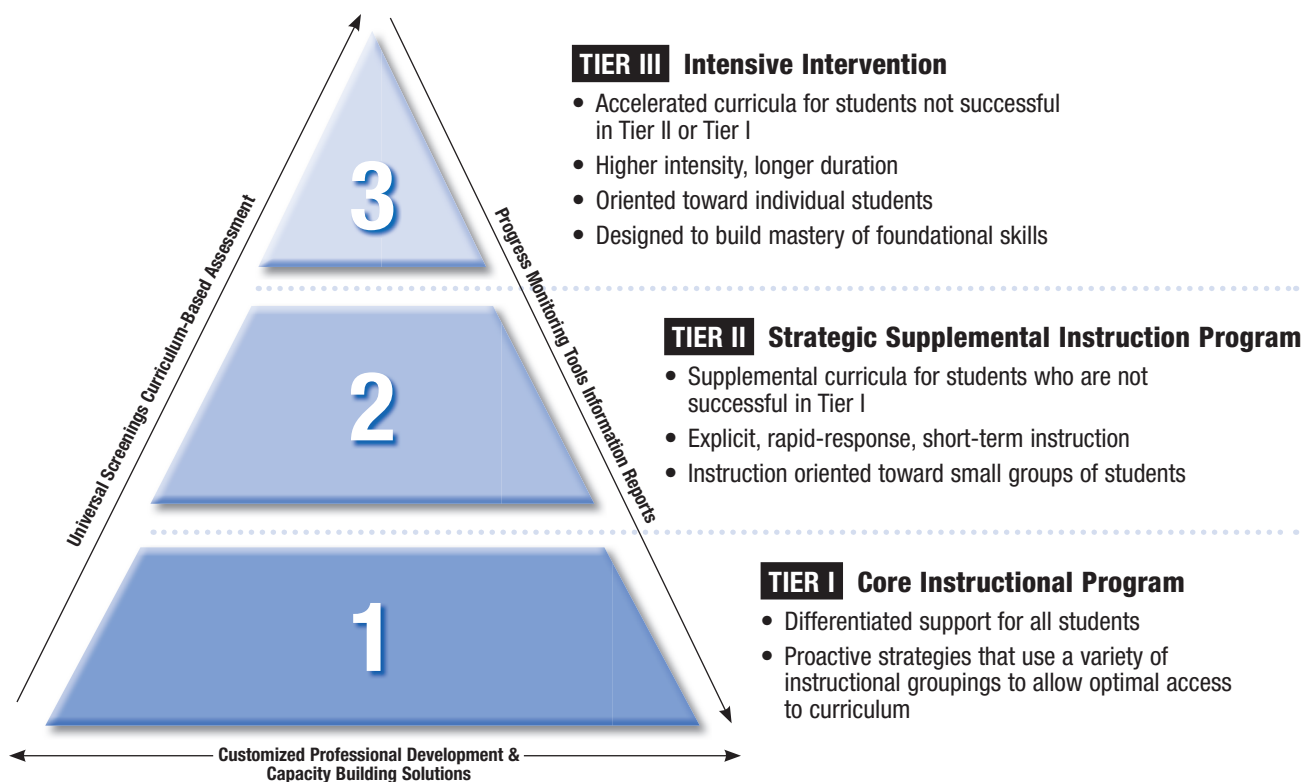 TIER III Intensive Intervention
• Accelerated curricula for students not successful
in Tier II or Tier I
• Higher intensity, longer duration
• Oriented toward individual students
• Designed to build mastery of foundational skills
3
Universal Screenings Curriculum-Based Assessment
Progress Monitoring Tools Information Reports
TIER II Strategic Supplemental Instruction Program
• Supplemental curricula for students who are not
successful in Tier I
• Explicit, rapid-response, short-term instruction
• Instruction oriented toward small groups of students
2
TIER I Core Instructional Program
• Differentiated support for all students
• Proactive strategies that use a variety of
instructional groupings to allow optimal access
to curriculum
1
Customized Professional Development &
Capacity Building Solutions